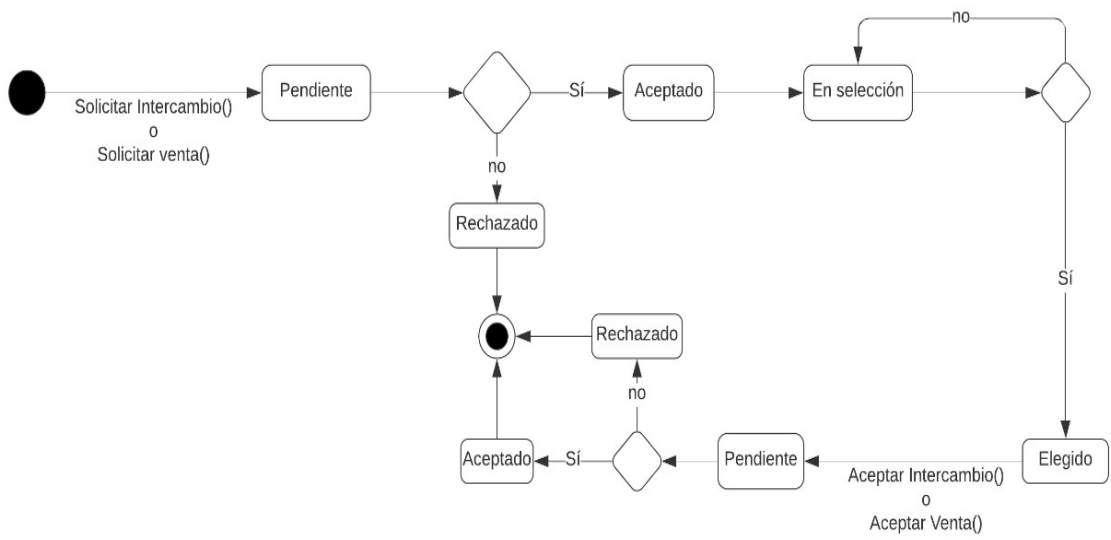 no
Solicitar Intercambio()
o
Solicitar venta()
Pendiente
Sí
Aceptado
En selección
no
Rechazado
Sí
Rechazado
no
Aceptado
Sí
Pendiente
Aceptar Intercambio()
o
Aceptar Venta()
Elegido